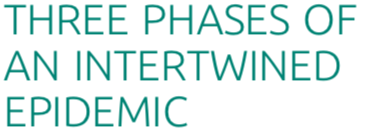 THREE PHASES OF
AN INTERTWINED
EPIDEMIC